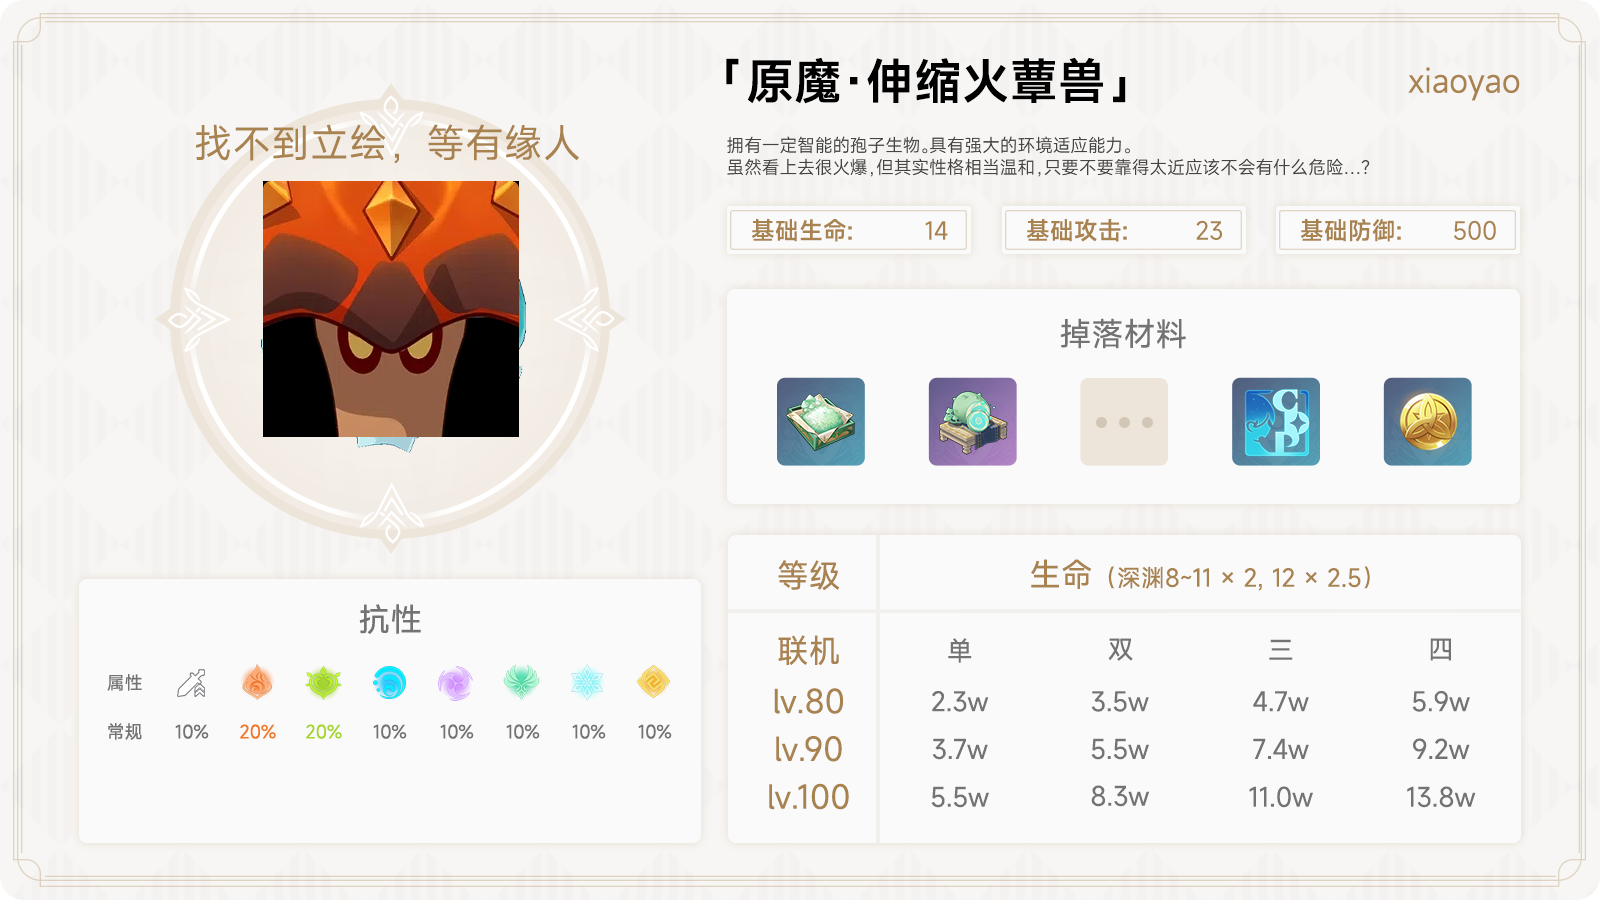 「原魔·伸缩火蕈兽」
xiaoyao
找不到立绘，等有缘人
拥有一定智能的孢子生物。具有强大的环境适应能力。
虽然看上去很火爆,但其实性格相当温和,只要不要靠得太近应该不会有什么危险...?
基础生命: 14
基础攻击: 23
基础防御: 500
掉落材料
抗性
属性
常规 10% 20% 20% 10% 10% 10% 10% 10%
等级 生命（深渊8~11 × 2, 12 × 2.5）
联机 单 双 三 四
lv.80 2.3w 3.5w 4.7w 5.9w
lv.90 3.7w 5.5w 7.4w 9.2w
lv.100 5.5w 8.3w 11.0w 13.8w